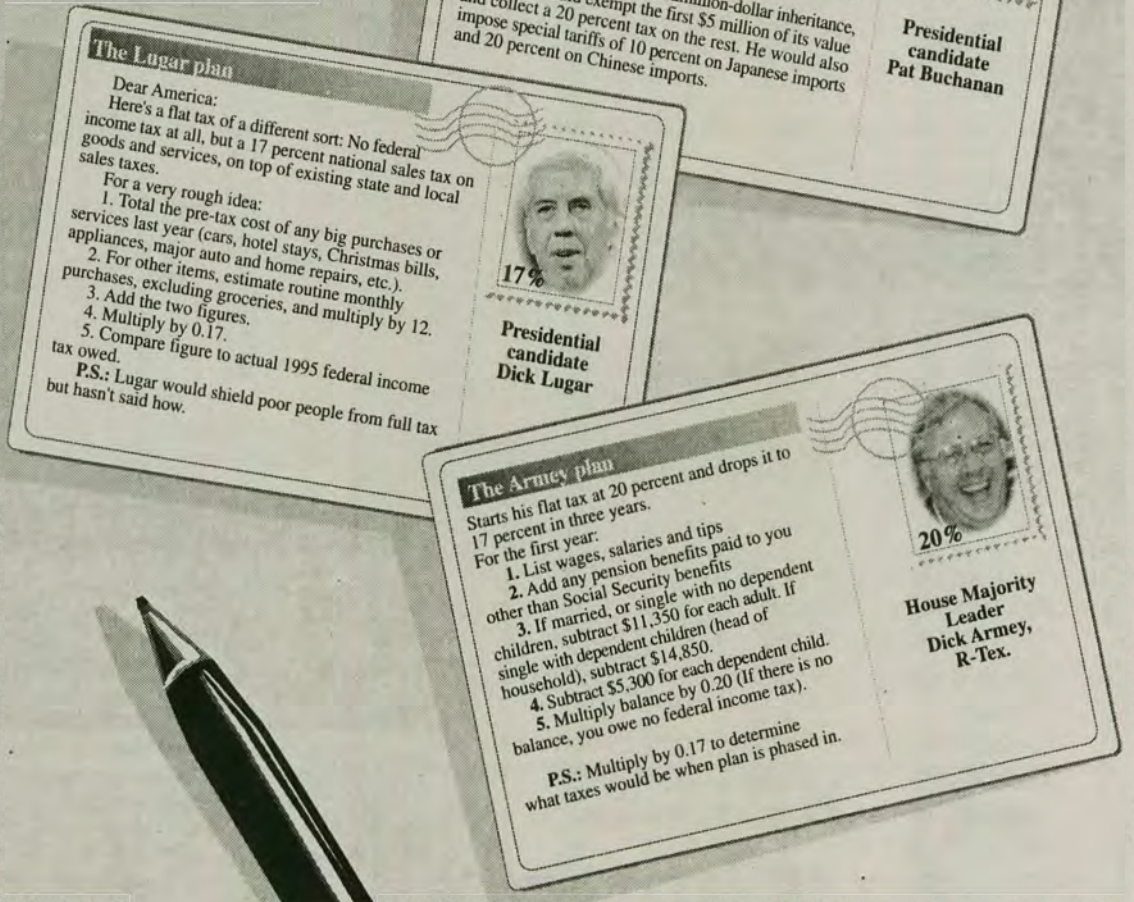 million-dollar inheritance,
exempt the first $5 million of its value
and collect a 20 percent tax on the rest. He would also
impose special tariffs of 10 percent on Japanese imports
and 20 percent on Chinese imports.
Presidential
candidate
Pat Buchanan
The Lugar plan
Dear America:
Here's a flat tax of a different sort: No federal
income tax at all, but a 17 percent national sales tax on
goods and services, on top of existing state and local
sales taxes.
For a very rough idea:
1. Total the pre-tax cost of any big purchases or
services last year (cars, hotel stays, Christmas bills,
appliances, major auto and home repairs, etc.).
2. For other items, estimate routine monthly
purchases, excluding groceries, and multiply by 12.
3. Add the two figures.
4. Multiply by 0.17.
5. Compare figure to actual 1995 federal income
tax owed.
P.S.: Lugar would shield poor people from full tax
but hasn't said how.
17%
Presidential
candidate
Dick Lugar
The Armey plan
Starts his flat tax at 20 percent and drops it to
17 percent in three years.
For the first year:
1. List wages, salaries and tips
2. Add any pension benefits paid to you
other than Social Security benefits
3. If married, or single with no dependent
children, subtract $11,350 for each adult. If
single with dependent children (head of
household), subtract $14,850.
4. Subtract $5,300 for each dependent child.
5. Multiply balance by 0.20 (If there is no
balance, you owe no federal income tax).
P.S.: Multiply by 0.17 to determine
what taxes would be when plan is phased in.
20%
House Majority
Leader
Dick Armey,
R-Tex.